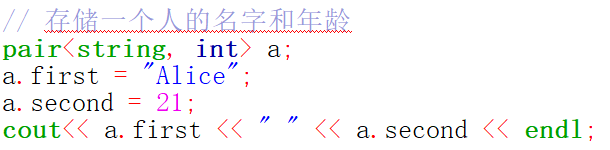 // 存储一个人的名字和年龄
pair<string, int> a;
a.first = "Alice";
a.second = 21;
cout<< a.first << " " << a.second << endl;